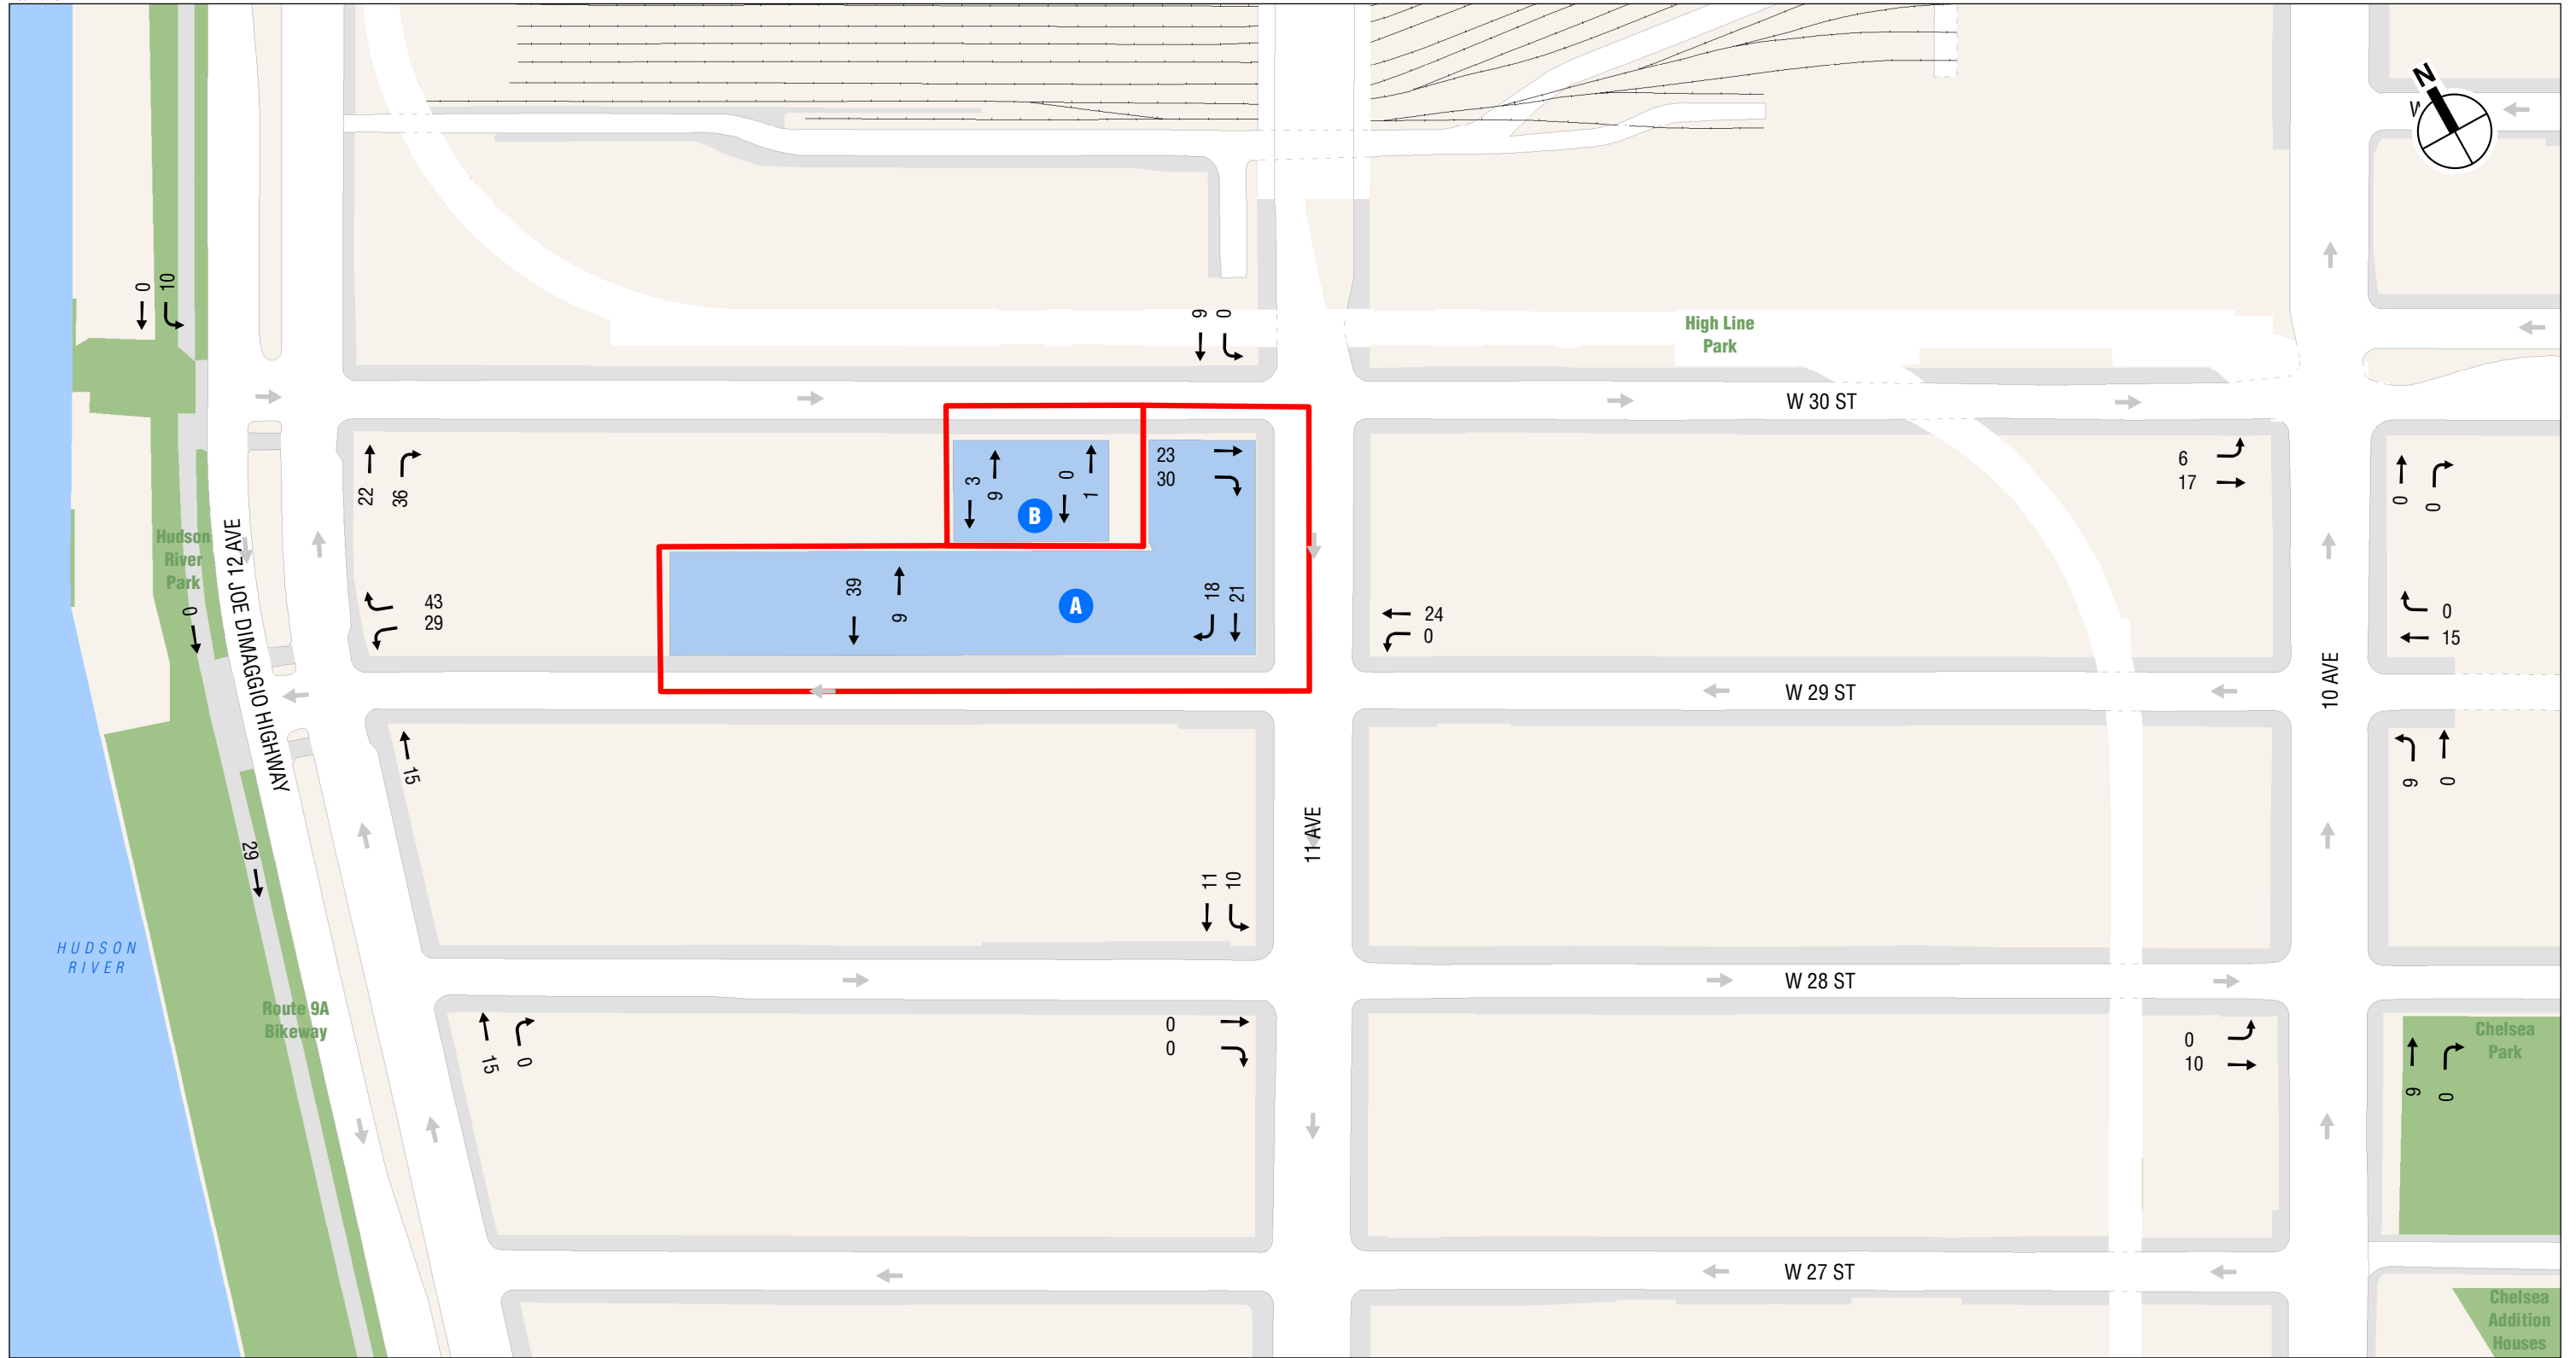 N
0
10
9
0
High Line
Park
W 30 ST
22
36
3
9
0
1
B
23
30
6
17
0
0
Hudson
River
Park
12 AVE
JOE DIMAGGIO HIGHWAY
0
43
29
39
9
A
18
21
24
0
0
15
W 29 ST
10 AVE
15
9
0
11 AVE
29
11
10
HUDSON
RIVER
W 28 ST
Route 9A
Bikeway
15
0
0
0
0
10
9
0
Chelsea
Park
W 27 ST
Chelsea
Addition
Houses